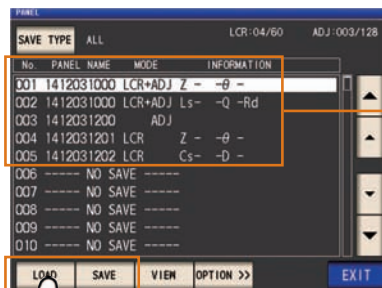 PANEL
SAVE TYPE ALL LCR:04/60 ADJ:003/128
No. PANEL NAME MODE INFORMATION
001 1412031000 LCR+ADJ Z - -θ -
002 1412031000 LCR+ADJ Ls- -Q -Rd
003 1412031200 ADJ
004 1412031201 LCR Z - -θ -
005 1412031202 LCR Cs- -D -
006 ----- NO SAVE -----
007 ----- NO SAVE -----
008 ----- NO SAVE -----
009 ----- NO SAVE -----
010 ----- NO SAVE -----
LOAD SAVE VIEW OPTION >> EXIT